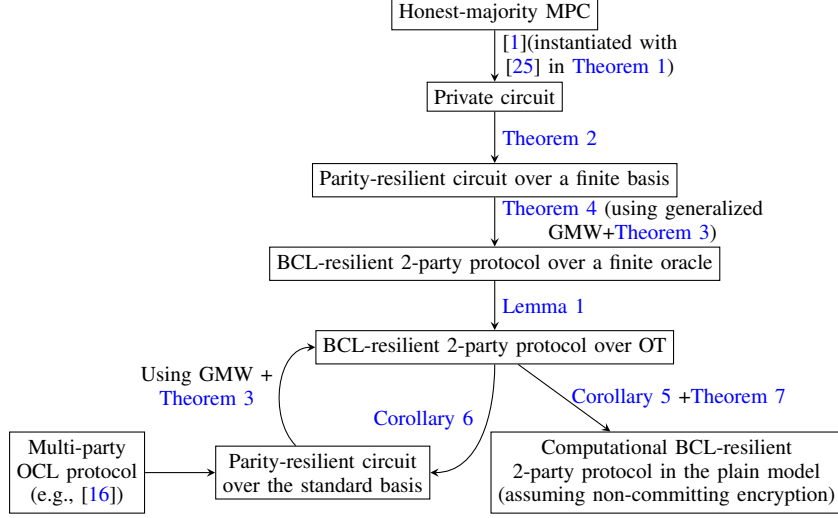 Honest-majority MPC
[1](instantiated with
[25] in Theorem 1)
Private circuit
Theorem 2
Parity-resilient circuit over a finite basis
Theorem 4 (using generalized
GMW+Theorem 3)
BCL-resilient 2-party protocol over a finite oracle
Lemma 1
BCL-resilient 2-party protocol over OT
Using GMW +
Theorem 3
Corollary 6
Corollary 5 +Theorem 7
Multi-party
OCL protocol
(e.g., [16])
Parity-resilient circuit
over the standard basis
Computational BCL-resilient
2-party protocol in the plain model
(assuming non-committing encryption)